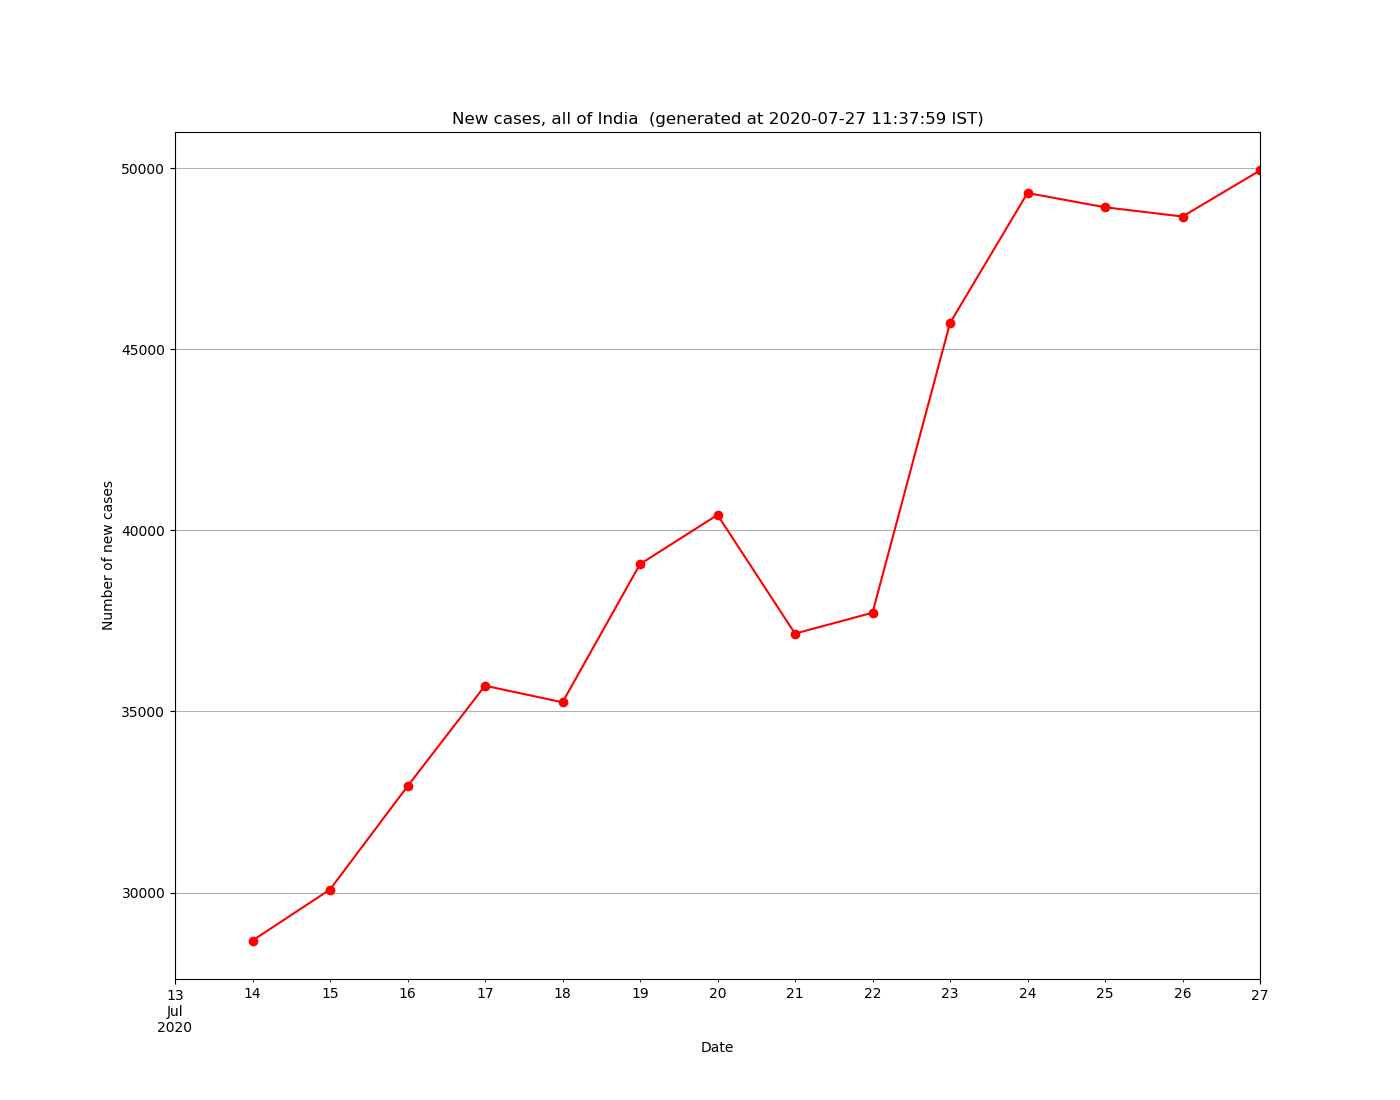 New cases, all of India  (generated at 2020-07-27 11:37:59 IST)
50000
45000
40000
35000
30000
Number of new cases
13 14 15 16 17 18 19 20 21 22 23 24 25 26 27
Jul
2020
Date